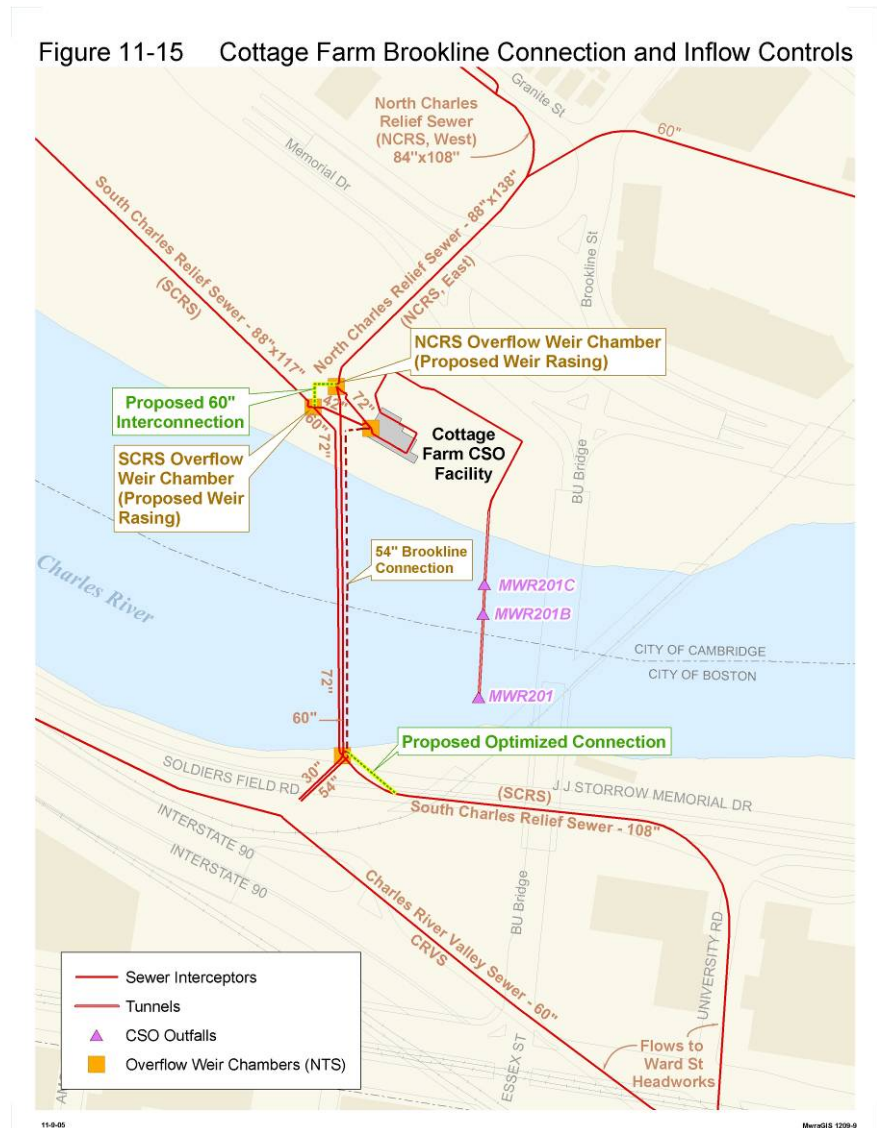 Figure 11-15 Cottage Farm Brookline Connection and Inflow Controls
Granite St
North Charles
Relief Sewer
(NCRS, West)
84"x108"
60"
Memorial Dr
South Charles Relief Sewer - 88"x117"
(SCRS)
North Charles Relief Sewer - 88"x138"
(NCRS, East)
Brookline St
NCRS Overflow Weir Chamber
(Proposed Weir Rasing)
Proposed 60"
Interconnection
42"
72"
60"
72"
SCRS Overflow
Weir Chamber
(Proposed Weir
Rasing)
Cottage
Farm CSO
Facility
BU Bridge
54" Brookline
Connection
Charles River
MWR201C
MWR201B
CITY OF CAMBRIDGE
CITY OF BOSTON
72"
MWR201
60"
Proposed Optimized Connection
SOLDIERS FIELD RD
30"
54"
J J STORROW MEMORIAL DR
(SCRS)
South Charles Relief Sewer - 108"
INTERSTATE 90
INTERSTATE 90
Charles River Valley Sewer - 60"
CRVS
BU Bridge
UNIVERSITY RD
Sewer Interceptors
Tunnels
CSO Outfalls
Overflow Weir Chambers (NTS)
ESSEX ST
Flows to
Ward St
Headworks
11-9-05
MwraGIS 1209-9